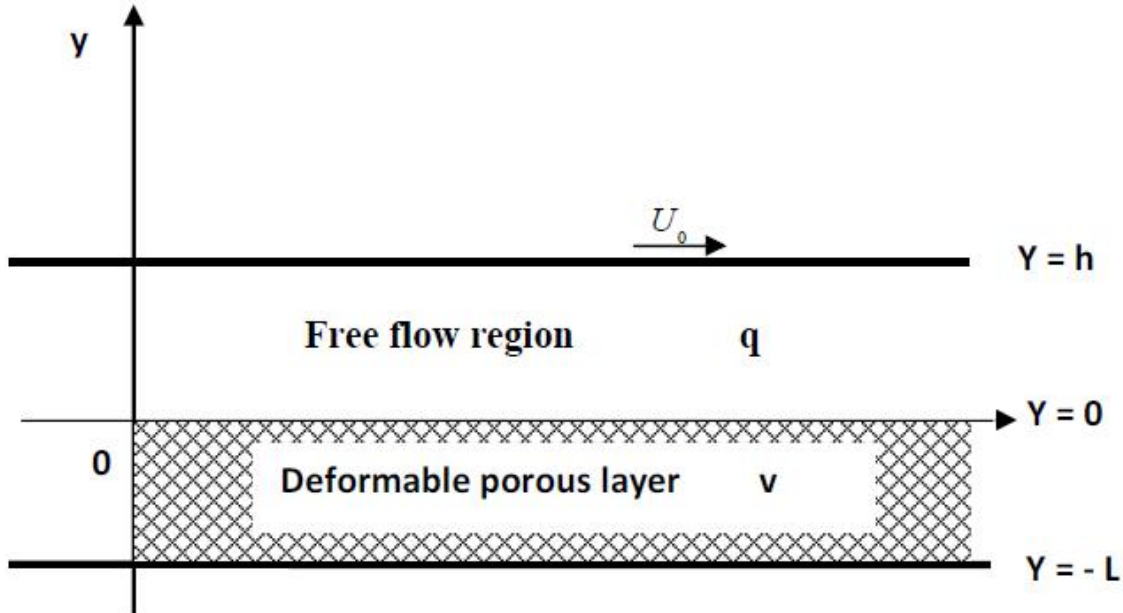 y
U₀
Y = h
Free flow region q
Y = 0
0
Deformable porous layer v
Y = - L